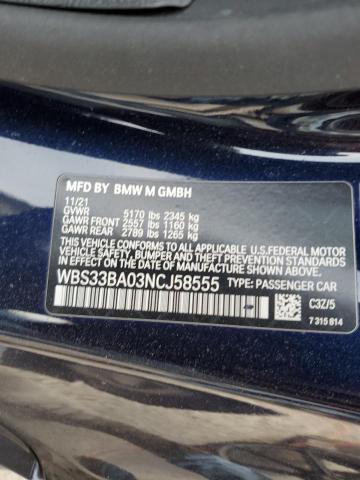 MFD BY BMW M GMBH
11/21
GVWR 5170 lbs 2345 kg
GAWR FRONT 2557 lbs 1160 kg
GAWR REAR 2789 lbs 1265 kg
THIS VEHICLE CONFORMS TO ALL APPLICABLE U.S.FEDERAL MOTOR
VEHICLE SAFETY, BUMPER, AND THEFT PREVENTION STANDARDS
IN EFFECT ON THE DATE OF MANUFACTURE SHOWN ABOVE.
WBS33BA03NCJ58555 TYPE: PASSENGER CAR
C3Z/5
7 315 814